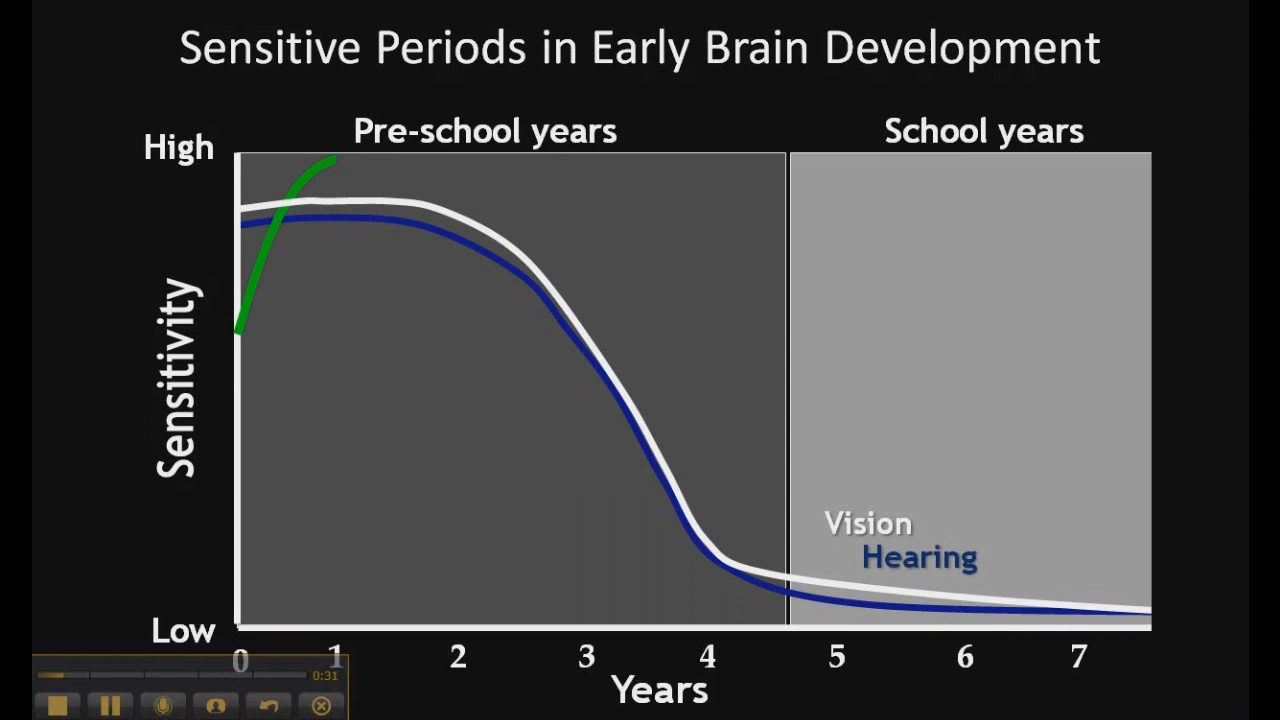 Sensitive Periods in Early Brain Development
Pre-school years
School years
High
Sensitivity
Vision
Hearing
Low
0 1 2 3 4 5 6 7
Years
0:31